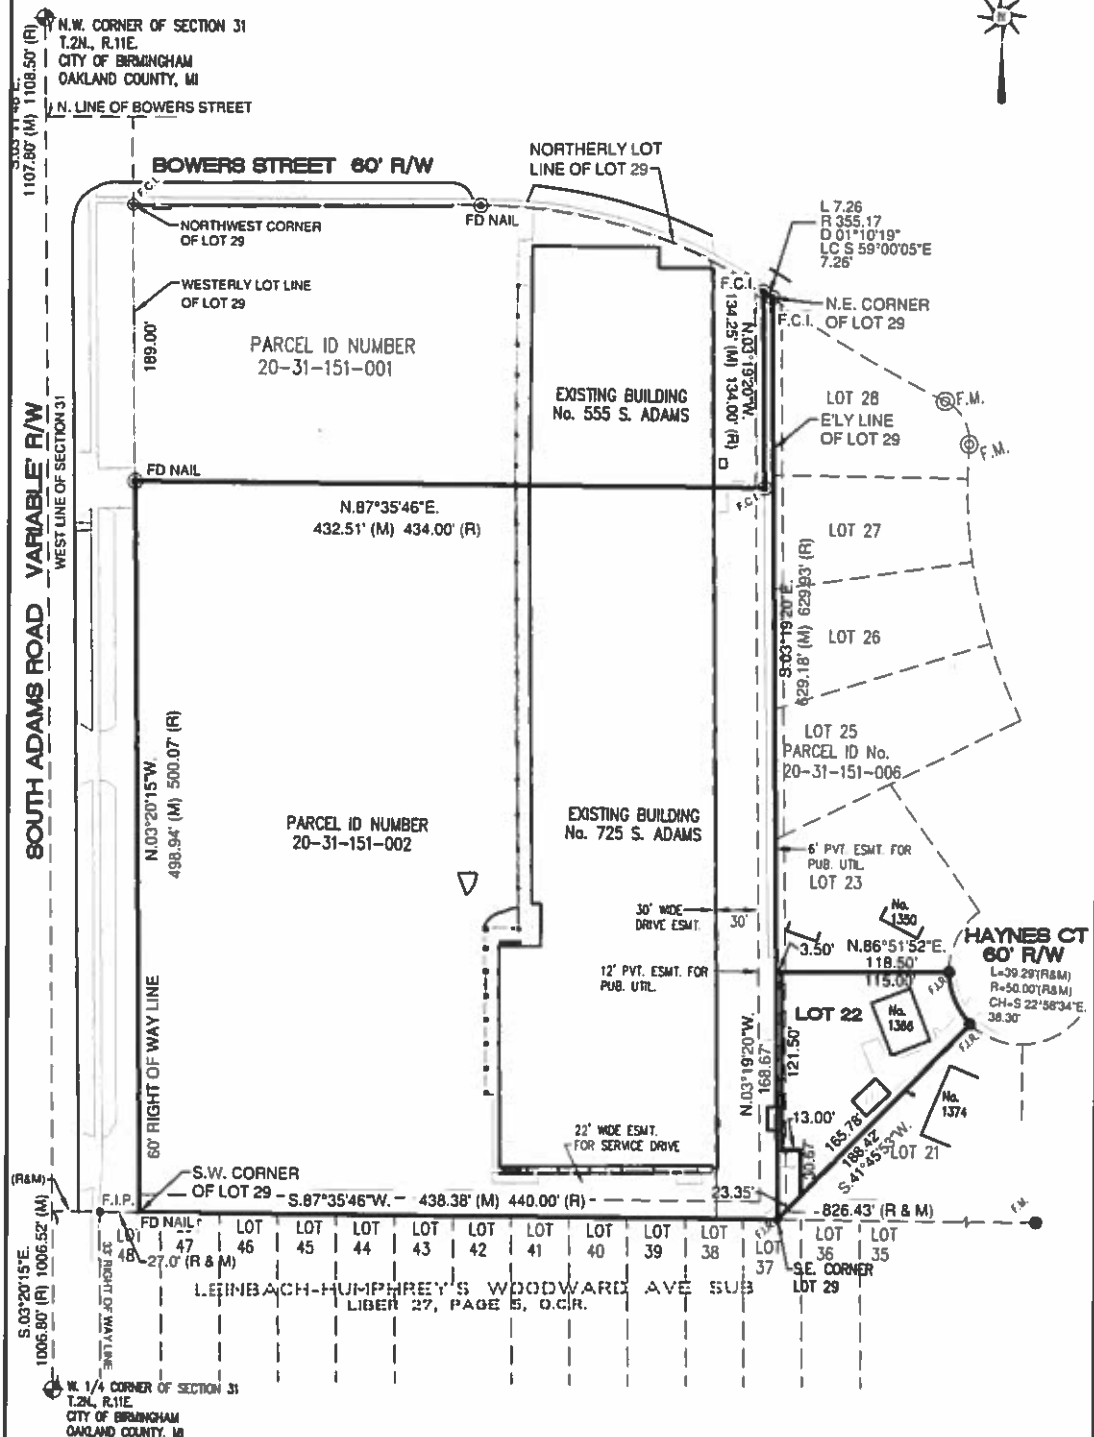 N.W. CORNER OF SECTION 31
T.2N., R.11E.
CITY OF BIRMINGHAM
OAKLAND COUNTY, MI
N. LINE OF BOWERS STREET
1107.80' (M) 1108.50' (R)
BOWERS STREET 60' R/W
F.C.I.
FD NAIL
NORTHWEST CORNER
OF LOT 29
WESTERLY LOT LINE
OF LOT 29
189.00'
NORTHERLY LOT
LINE OF LOT 29
L 7.26
R 355.17
D 01°10'19"
LC S 59°00'05"E
7.26'
F.C.I.
F.C.I.
N.E. CORNER
OF LOT 29
PARCEL ID NUMBER
20-31-151-001
EXISTING BUILDING
No. 555 S. ADAMS
N.03°19'20"W.
134.25' (M) 134.00' (R)
LOT 28
F.M.
E'LY LINE
OF LOT 29
F.M.
FD NAIL
N.87°35'46"E.
432.51' (M) 434.00' (R)
F.C.I.
LOT 27
SOUTH ADAMS ROAD VARIABLE' R/W
WEST LINE OF SECTION 31
S.03°19'20"E.
629.18' (M) 629.93' (R)
LOT 26
LOT 25
PARCEL ID No.
20-31-151-006
N.03°20'15"W.
498.94' (M) 500.07' (R)
PARCEL ID NUMBER
20-31-151-002
EXISTING BUILDING
No. 725 S. ADAMS
6' PVT. ESMT. FOR
PUB. UTIL.
LOT 23
30' WIDE
DRIVE ESMT.
30'
No.
1350
3.50'
N.86°51'52"E.
118.50'
115.00'
HAYNES CT
60' R/W
L=39.29'(R&M)
R=50.00'(R&M)
CH=S 22°58'34"E.
38.30'
12' PVT. ESMT. FOR
PUB. UTIL.
F.I.R.
LOT 22
No.
1388
F.I.R.
N.03°19'20"W.
168.67'
121.50'
60' RIGHT OF WAY LINE
13.00'
No.
1374
165.78'
188.42'
S.41°45'53"W.
LOT 21
22' WIDE ESMT.
FOR SERVICE DRIVE
23.35'
(R&M)
F.I.P.
S.W. CORNER
OF LOT 29
S.87°35'46"W. 438.38' (M) 440.00' (R)
826.43' (R & M)
F.M.
FD NAIL
LOT
48
47
LOT
46
LOT
45
LOT
44
LOT
43
LOT
42
LOT
41
LOT
40
LOT
39
LOT
38
LOT
37
LOT
36
LOT
35
27.0' (R & M)
S.E. CORNER
LOT 29
LEINBACH-HUMPHREY'S WOODWARD AVE SUB
LIBER 27, PAGE 5, O.C.R.
S.03°20'15"E.
1006.80' (R) 1006.52' (M)
33' RIGHT OF WAY LINE
W. 1/4 CORNER OF SECTION 31
T.2N., R.11E.
CITY OF BIRMINGHAM
OAKLAND COUNTY, MI